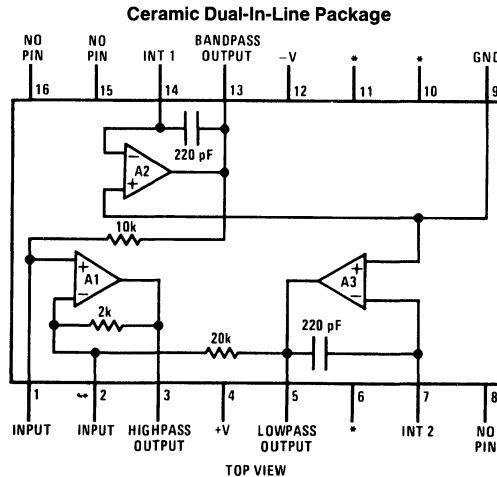 Ceramic Dual-In-Line Package
NO PIN
NO PIN
INT 1
BANDPASS OUTPUT
–V
*
*
GND
16
15
14
13
12
11
10
9
220 pF
–
A2
+
10k
+
A1
–
+
A3
–
2k
20k
220 pF
1
2
3
4
5
6
7
8
INPUT
INPUT
HIGHPASS OUTPUT
+V
LOWPASS OUTPUT
*
INT 2
NO PIN
TOP VIEW